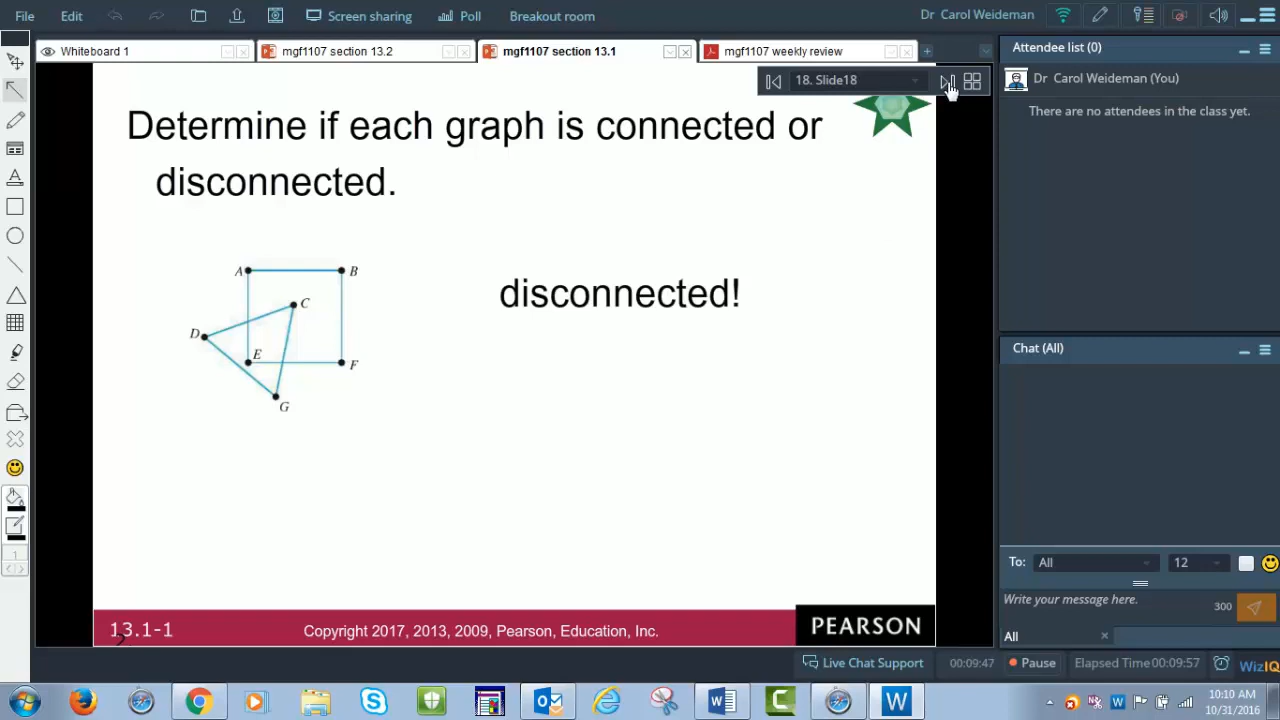 File Edit Screen sharing Poll Breakout room Dr Carol Weideman
Whiteboard 1 mgf1107 section 13.2 mgf1107 section 13.1 mgf1107 weekly review
Attendee list (0)
18. Slide18
Dr Carol Weideman (You)
There are no attendees in the class yet.
Determine if each graph is connected or
disconnected.
A B
C
D
E
F
G
disconnected!
Chat (All)
To: All 12
Write your message here. 300
All
13.1-1
2
Copyright 2017, 2013, 2009, Pearson, Education, Inc.
PEARSON
Live Chat Support 00:09:47 Pause Elapsed Time 00:09:57 WizIQ
10:10 AM
10/31/2016